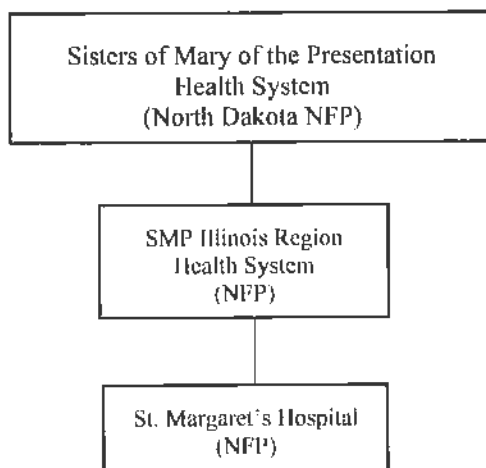 Sisters of Mary of the Presentation
Health System
(North Dakota NFP)
SMP Illinois Region
Health System
(NFP)
St. Margaret's Hospital
(NFP)